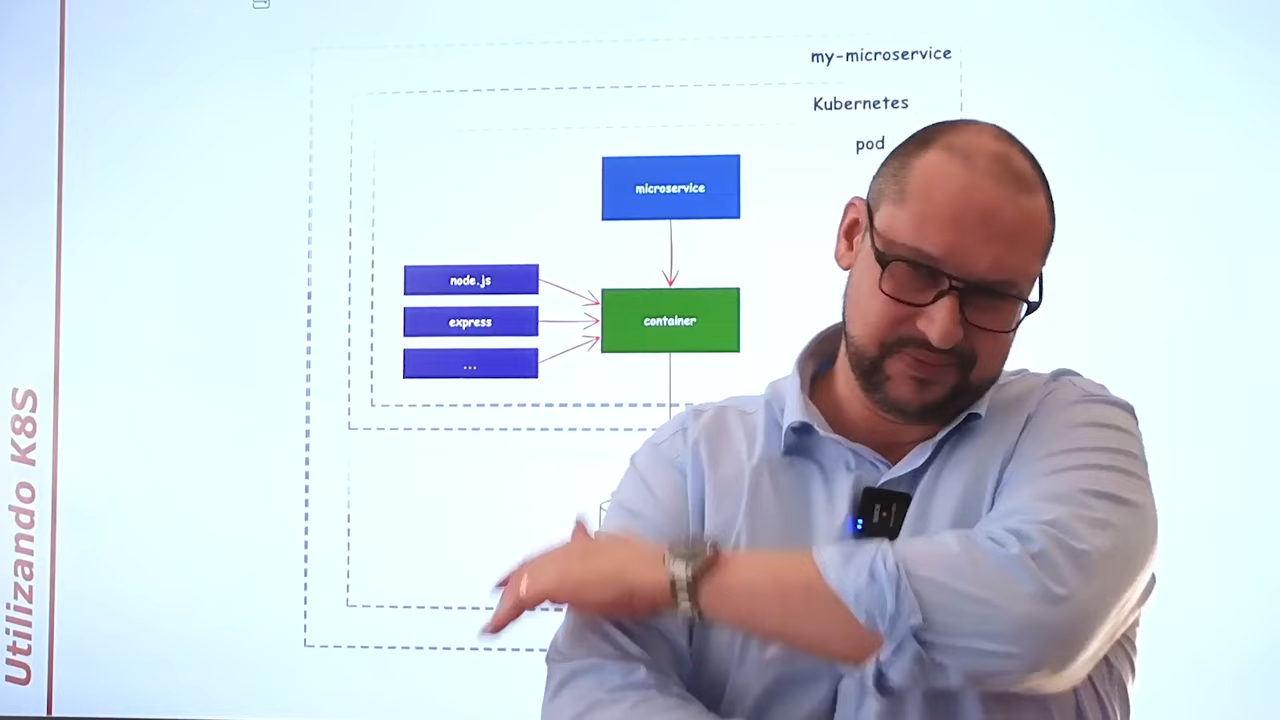 my-microservice
Kubernetes
pod
microservice
node.js
express
...
container
Utilizando K8S